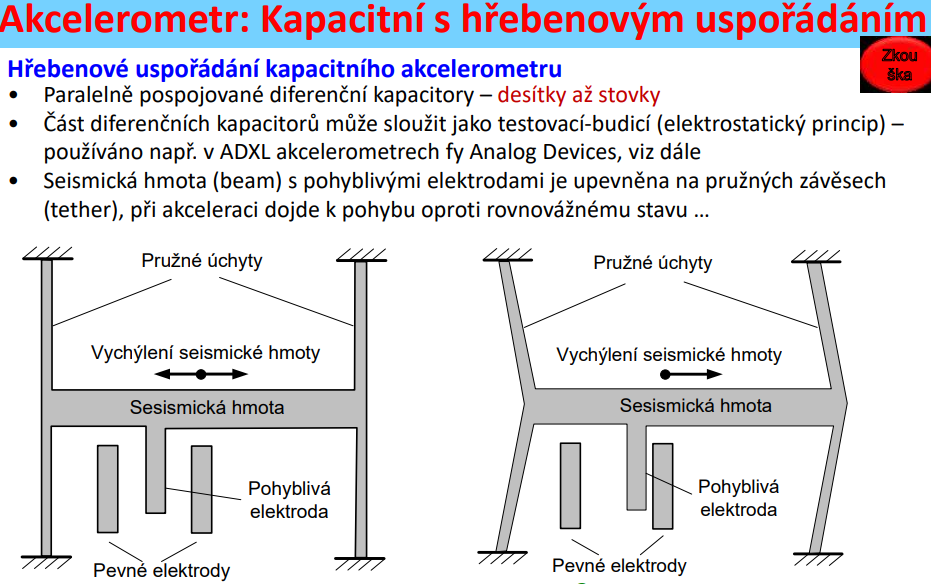 Akcelerometr: Kapacitní s hřebenovým uspořádáním
Zkou
ška
Hřebenové uspořádání kapacitního akcelerometru
• Paralelně pospojované diferenční kapacitory – desítky až stovky
• Část diferenčních kapacitorů může sloužit jako testovací-budicí (elektrostatický princip) –
používáno např. v ADXL akcelerometrech fy Analog Devices, viz dále
• Seismická hmota (beam) s pohyblivými elektrodami je upevněna na pružných závěsech
(tether), při akceleraci dojde k pohybu oproti rovnovážnému stavu ...
Pružné úchyty
Vychýlení seismické hmoty
Sesismická hmota
Pohyblivá
elektroda
Pevné elektrody
Pružné úchyty
Vychýlení seismické hmoty
Sesismická hmota
Pohyblivá
elektroda
Pevné elektrody